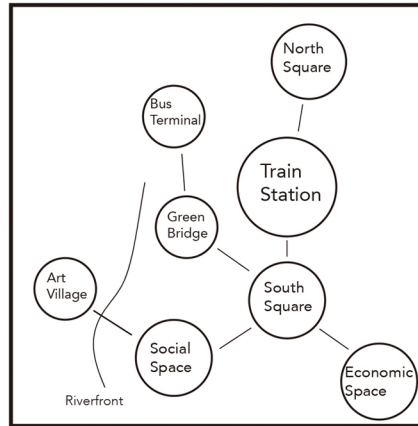 North
Square
Bus
Terminal
Train
Station
Green
Bridge
Art
Village
South
Square
Social
Space
Economic
Space
Riverfront